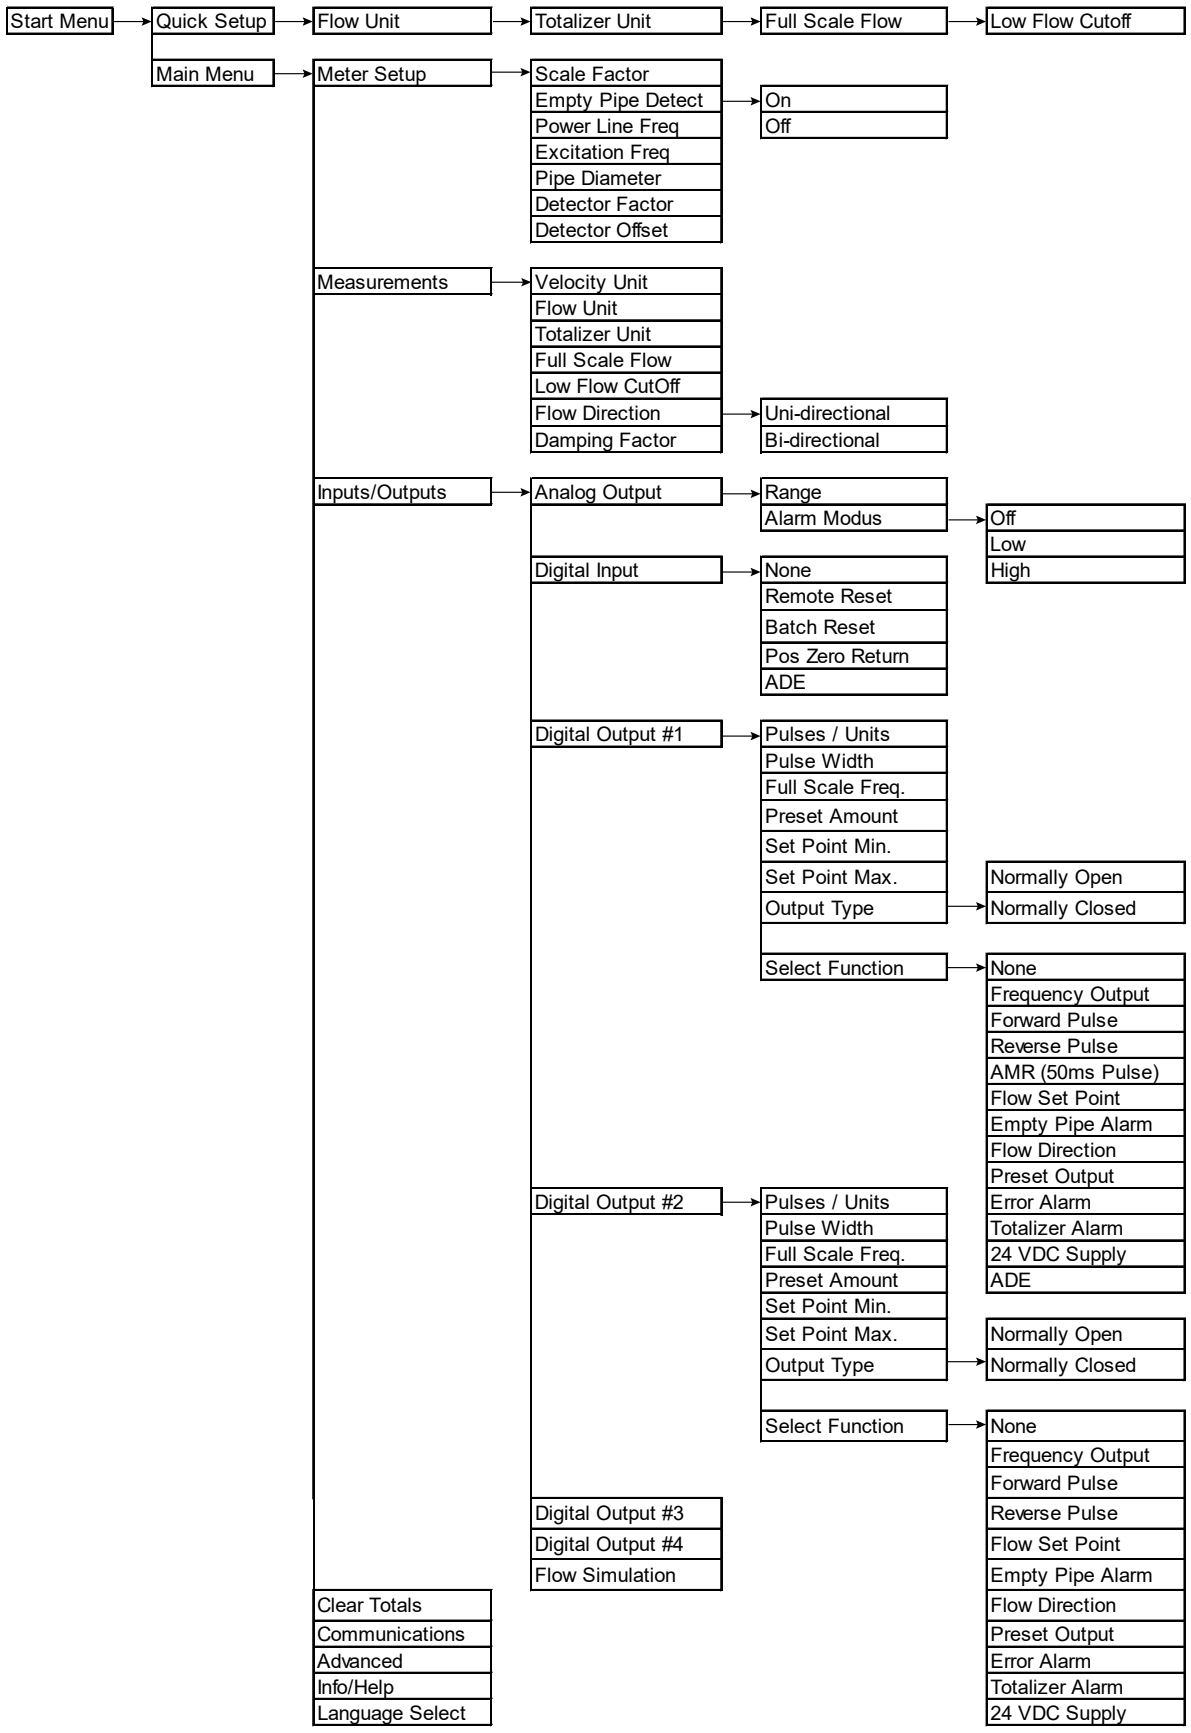 Start Menu
Quick Setup
Flow Unit
Totalizer Unit
Full Scale Flow
Low Flow Cutoff
Main Menu
Meter Setup
Scale Factor
Empty Pipe Detect
On
Power Line Freq
Off
Excitation Freq
Pipe Diameter
Detector Factor
Detector Offset
Measurements
Velocity Unit
Flow Unit
Totalizer Unit
Full Scale Flow
Low Flow CutOff
Flow Direction
Uni-directional
Damping Factor
Bi-directional
Inputs/Outputs
Analog Output
Range
Alarm Modus
Off
Low
High
Digital Input
None
Remote Reset
Batch Reset
Pos Zero Return
ADE
Digital Output #1
Pulses / Units
Pulse Width
Full Scale Freq.
Preset Amount
Set Point Min.
Set Point Max.
Normally Open
Output Type
Normally Closed
Select Function
None
Frequency Output
Forward Pulse
Reverse Pulse
AMR (50ms Pulse)
Flow Set Point
Empty Pipe Alarm
Flow Direction
Preset Output
Error Alarm
Totalizer Alarm
24 VDC Supply
ADE
Digital Output #2
Pulses / Units
Pulse Width
Full Scale Freq.
Preset Amount
Set Point Min.
Set Point Max.
Normally Open
Output Type
Normally Closed
Select Function
None
Frequency Output
Forward Pulse
Reverse Pulse
Flow Set Point
Empty Pipe Alarm
Flow Direction
Preset Output
Error Alarm
Totalizer Alarm
24 VDC Supply
Digital Output #3
Digital Output #4
Flow Simulation
Clear Totals
Communications
Advanced
Info/Help
Language Select